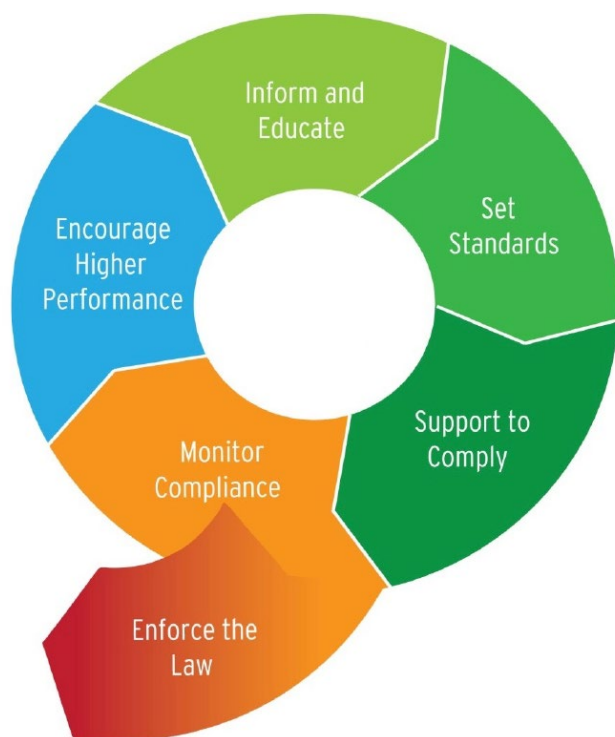 Inform and
Educate
Set
Standards
Support to
Comply
Monitor
Compliance
Enforce the
Law
Encourage
Higher
Performance